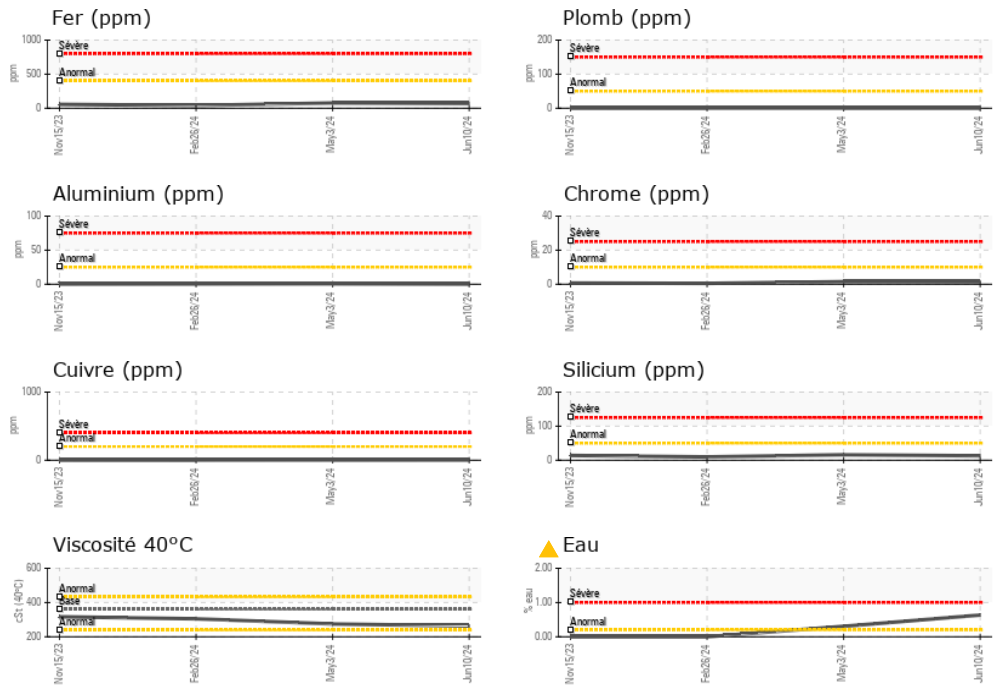 Fer (ppm)
1000
Sévère
500
Anormal
0
ppm
Nov15/23
Feb26/24
May3/24
Jun10/24
Plomb (ppm)
200
Sévère
100
Anormal
0
ppm
Nov15/23
Feb26/24
May3/24
Jun10/24
Aluminium (ppm)
100
Sévère
50
Anormal
0
ppm
Nov15/23
Feb26/24
May3/24
Jun10/24
Chrome (ppm)
40
Sévère
20
Anormal
0
ppm
Nov15/23
Feb26/24
May3/24
Jun10/24
Cuivre (ppm)
1000
Sévère
Anormal
0
ppm
Nov15/23
Feb26/24
May3/24
Jun10/24
Silicium (ppm)
200
Sévère
100
Anormal
0
ppm
Nov15/23
Feb26/24
May3/24
Jun10/24
Viscosité 40°C
600
Anormal
400
Base
Anormal
200
cSt (40°C)
Nov15/23
Feb26/24
May3/24
Jun10/24
Eau
2.00
Sévère
1.00
Anormal
0.00
% eau
Nov15/23
Feb26/24
May3/24
Jun10/24